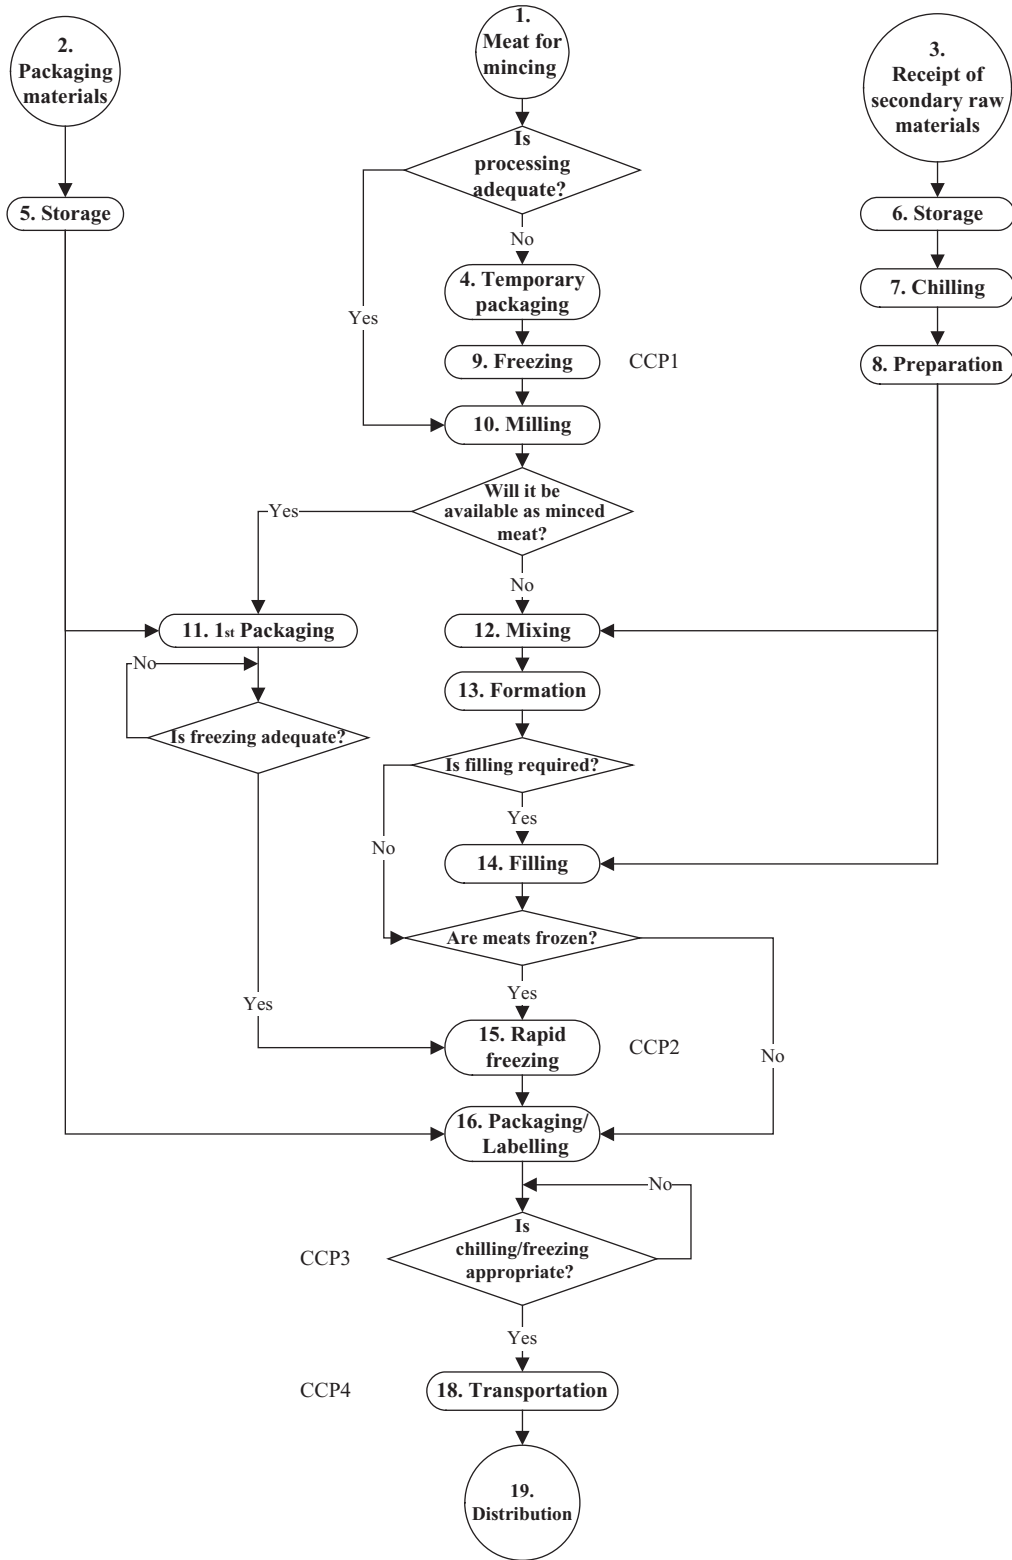 1.
Meat for
mincing
2.
Packaging
materials
3.
Receipt of
secondary raw
materials
Is
processing
adequate?
5. Storage
6. Storage
No
4. Temporary
packaging
7. Chilling
Yes
9. Freezing
CCP1
8. Preparation
10. Milling
Will it be
available as minced
meat?
Yes
No
11. 1st Packaging
12. Mixing
No
13. Formation
Is freezing adequate?
Is filling required?
Yes
No
14. Filling
Are meats frozen?
Yes
Yes
15. Rapid
freezing
CCP2
No
16. Packaging/
Labelling
No
Is
chilling/freezing
appropriate?
CCP3
Yes
CCP4
18. Transportation
19.
Distribution